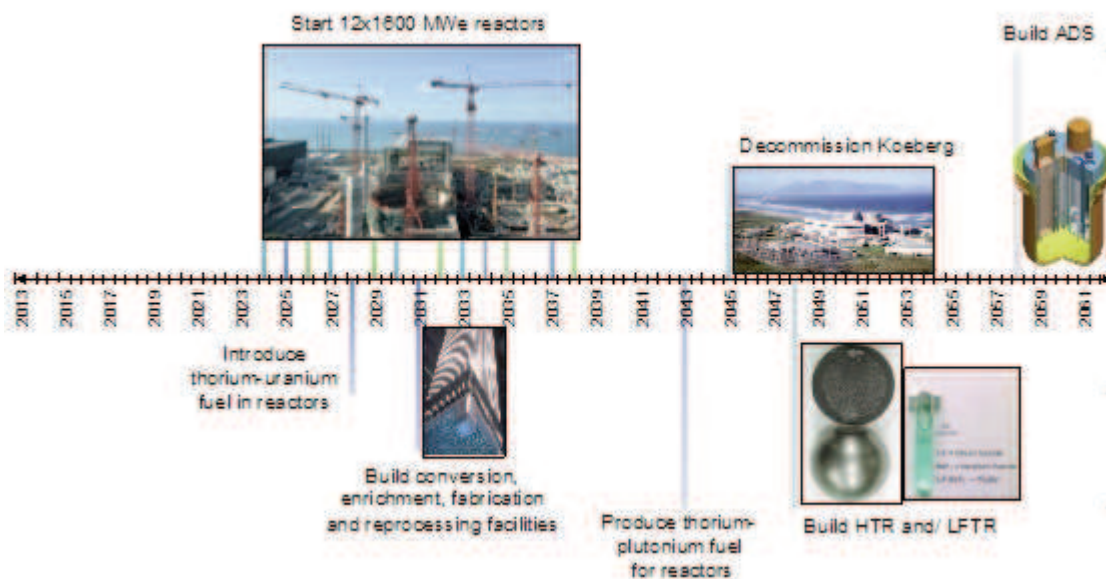 Start 12x1600 MWe reactors
Build ADS
Decommission Koeberg
2013
2015
2017
2019
2021
2023
2025
2027
2029
2031
2033
2035
2037
2039
2041
2043
2045
2047
2049
2051
2053
2055
2057
2059
2061
Introduce
thorium-uranium
fuel in reactors
Build conversion,
enrichment, fabrication
and reprocessing facilities
Produce thorium-
plutonium fuel
for reactors
Build HTR and/ LFTR